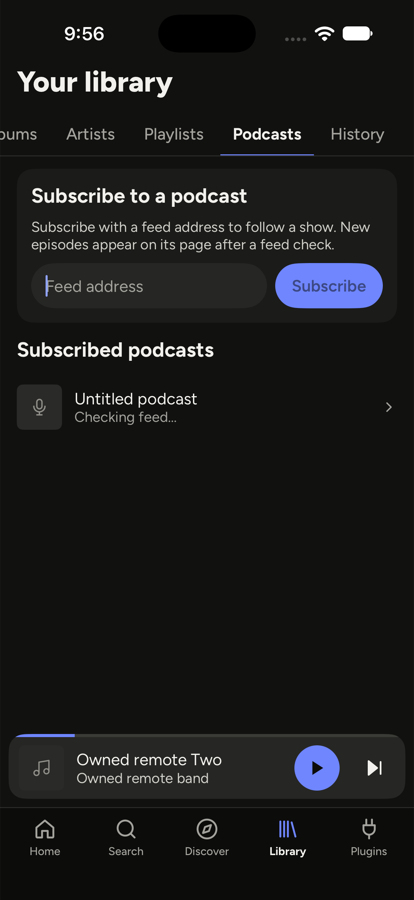 9:56
Your library
bums
Artists
Playlists
Podcasts
History
Subscribe to a podcast
Subscribe with a feed address to follow a show. New
episodes appear on its page after a feed check.
Feed address
Subscribe
Subscribed podcasts
Untitled podcast
Checking feed...
Owned remote Two
Owned remote band
Home
Search
Discover
Library
Plugins